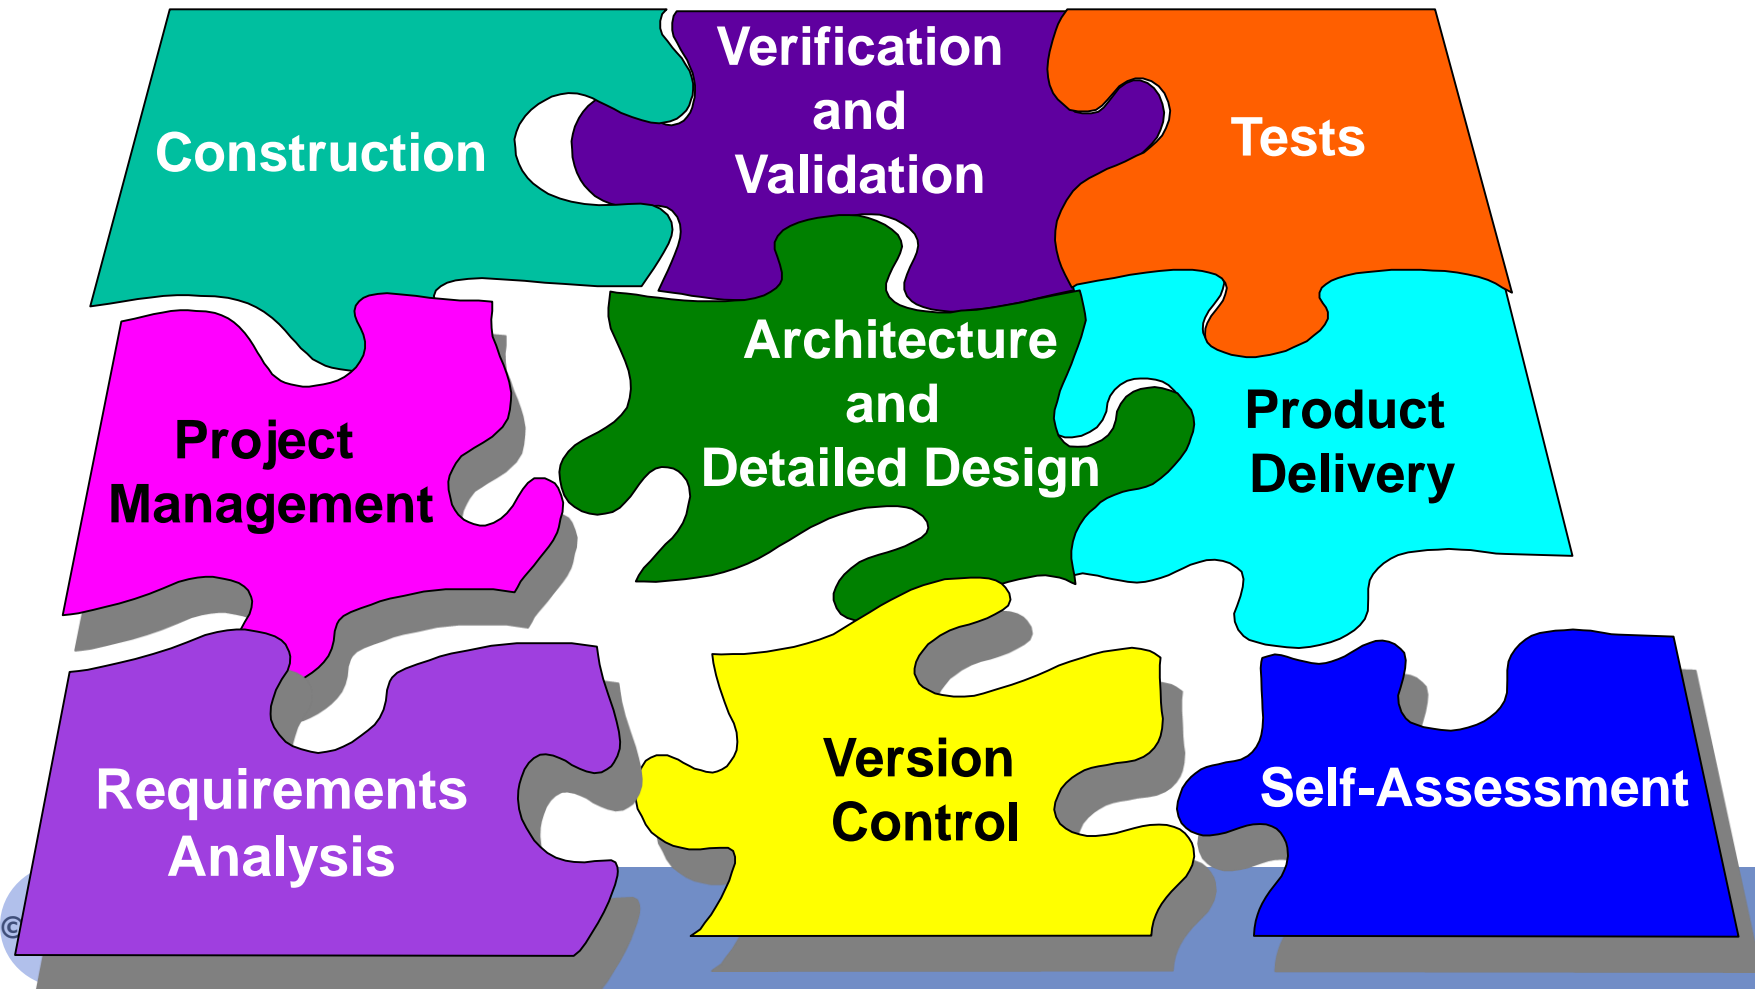 Construction
Verification
and
Validation
Tests
Project
Management
Architecture
and
Detailed Design
Product
Delivery
Requirements
Analysis
Version
Control
Self-Assessment
©